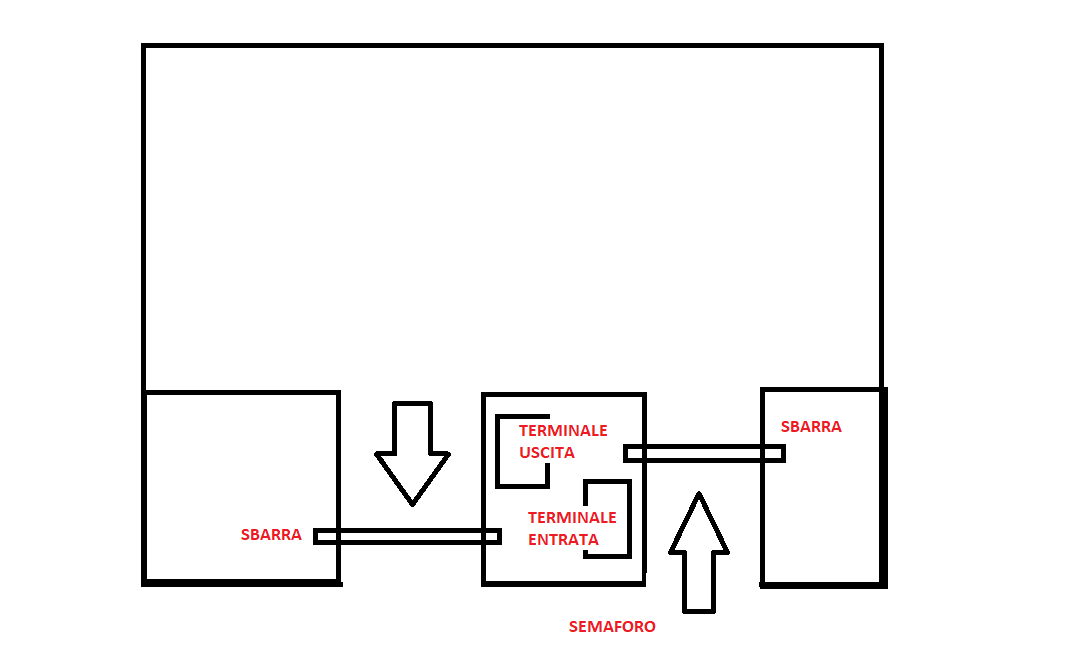 SBARRA
TERMINALE
USCITA
TERMINALE
ENTRATA
SBARRA
SEMAFORO